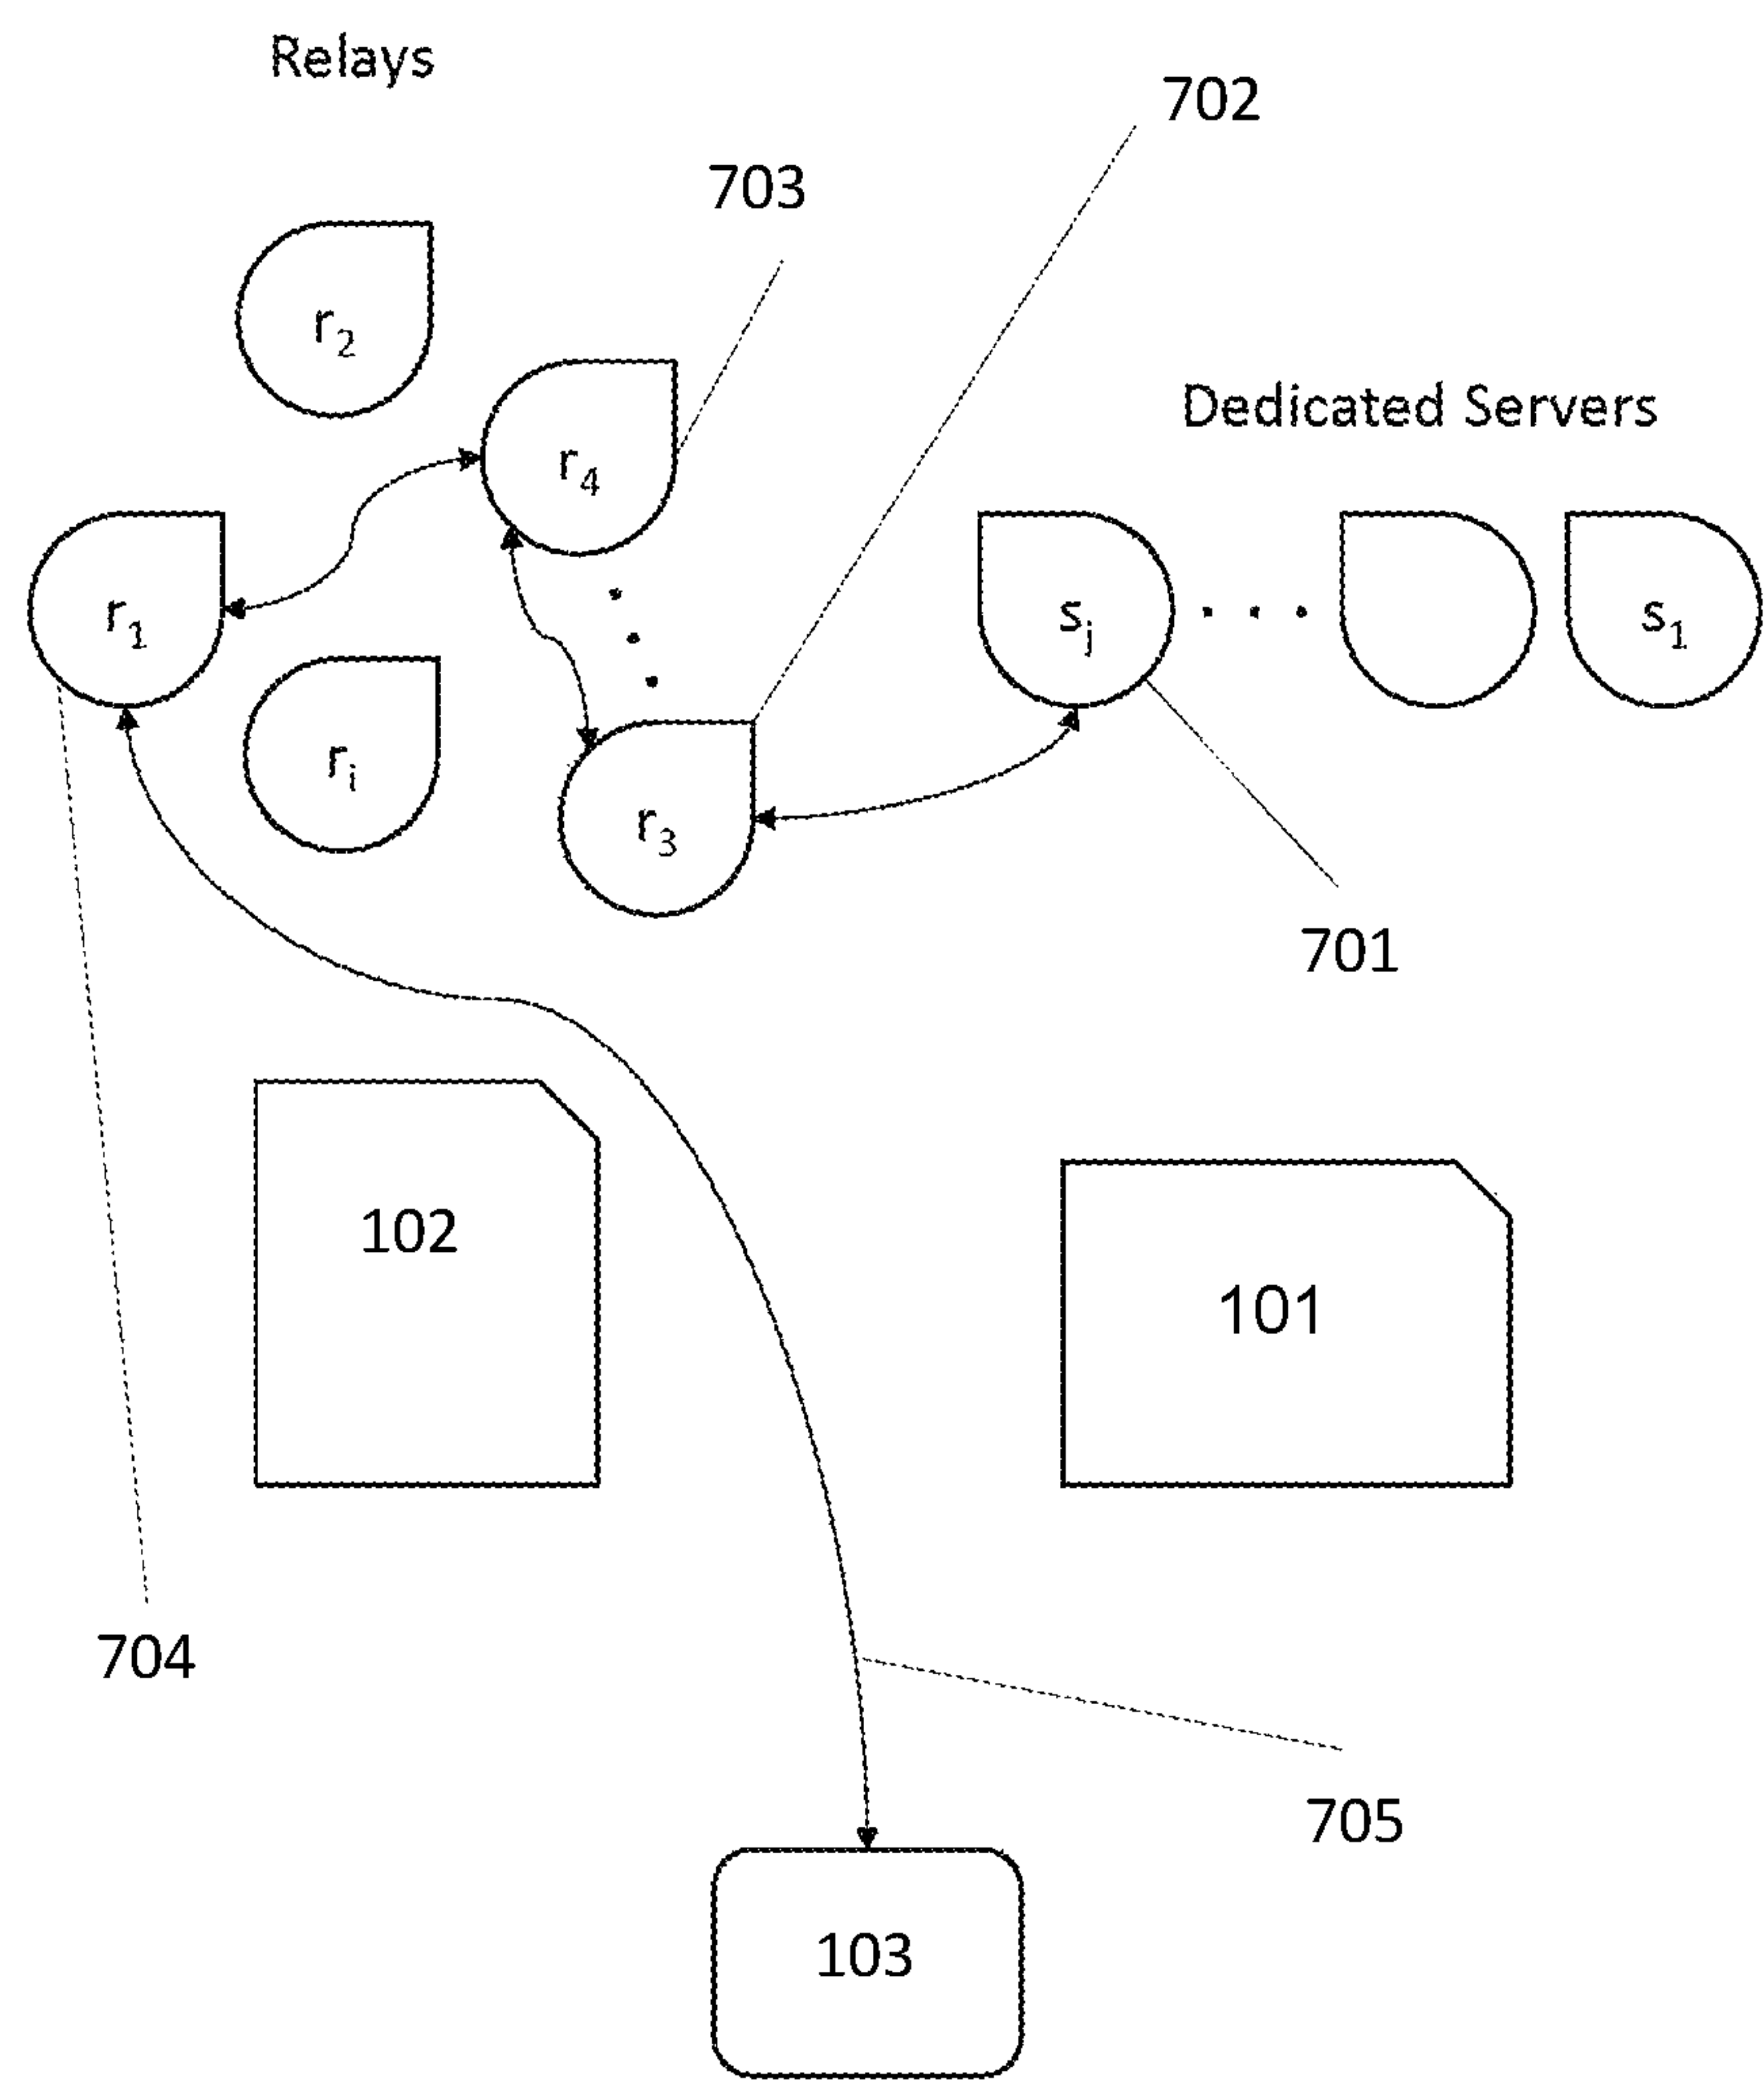 Relays
702
703
r2
Dedicated Servers
r4
r1
sj
s1
ri
r3
701
102
101
704
705
103